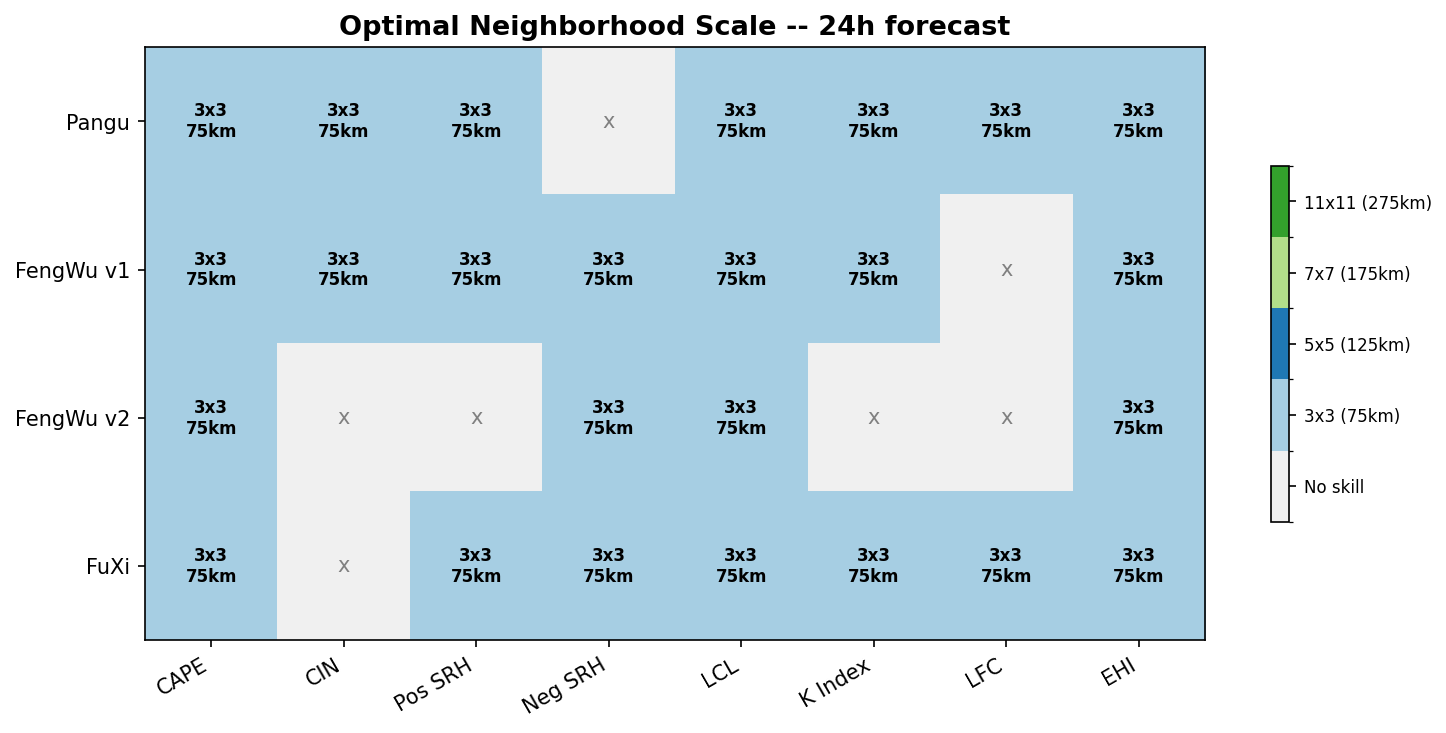 Optimal Neighborhood Scale -- 24h forecast
Pangu
3x3
75km
3x3
75km
3x3
75km
x
3x3
75km
3x3
75km
3x3
75km
3x3
75km
FengWu v1
3x3
75km
3x3
75km
3x3
75km
3x3
75km
3x3
75km
3x3
75km
x
3x3
75km
FengWu v2
3x3
75km
x
x
3x3
75km
3x3
75km
x
x
3x3
75km
FuXi
3x3
75km
x
3x3
75km
3x3
75km
3x3
75km
3x3
75km
3x3
75km
3x3
75km
CAPE
CIN
Pos SRH
Neg SRH
LCL
K Index
LFC
EHI
11x11 (275km)
7x7 (175km)
5x5 (125km)
3x3 (75km)
No skill